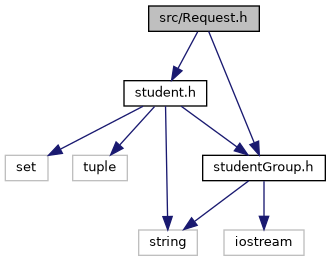 src/Request.h
student.h
set
tuple
studentGroup.h
string
iostream